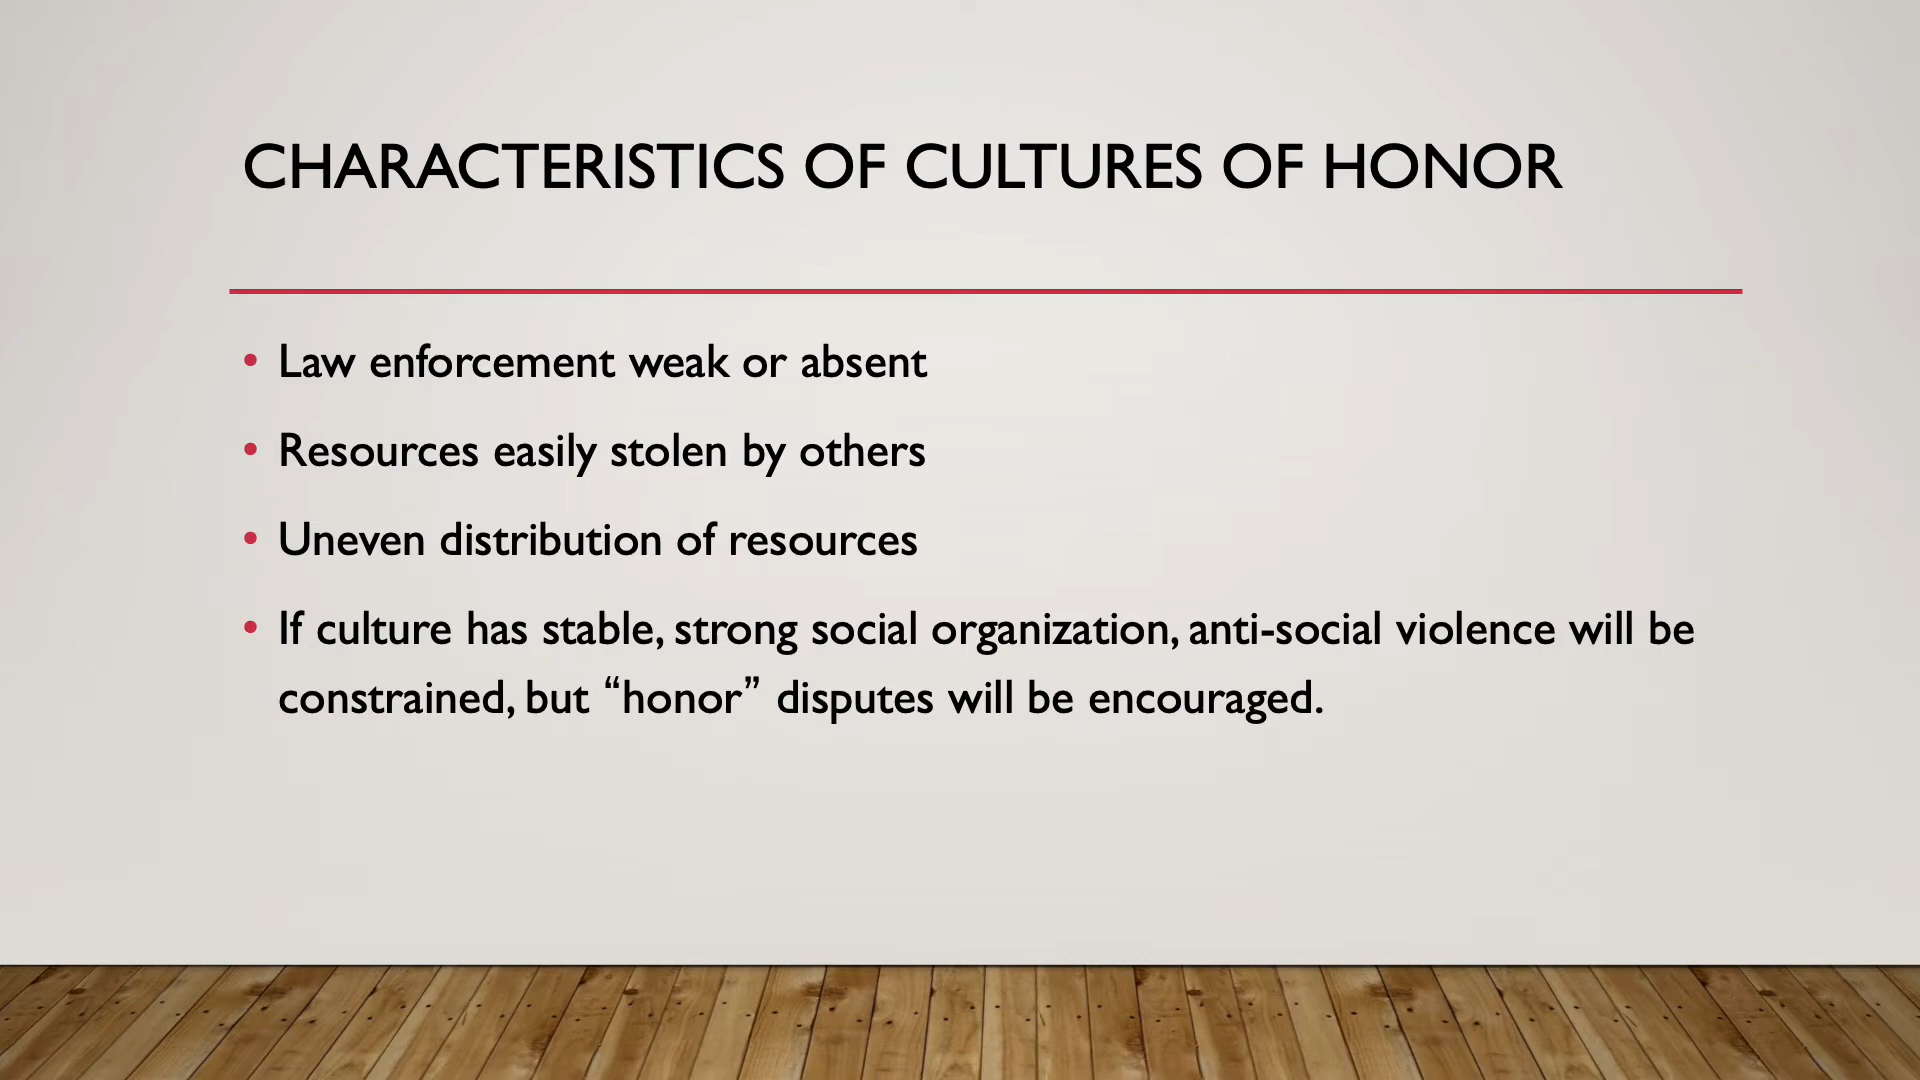 CHARACTERISTICS OF CULTURES OF HONOR
• Law enforcement weak or absent
• Resources easily stolen by others
• Uneven distribution of resources
• If culture has stable, strong social organization, anti-social violence will be
constrained, but “honor” disputes will be encouraged.